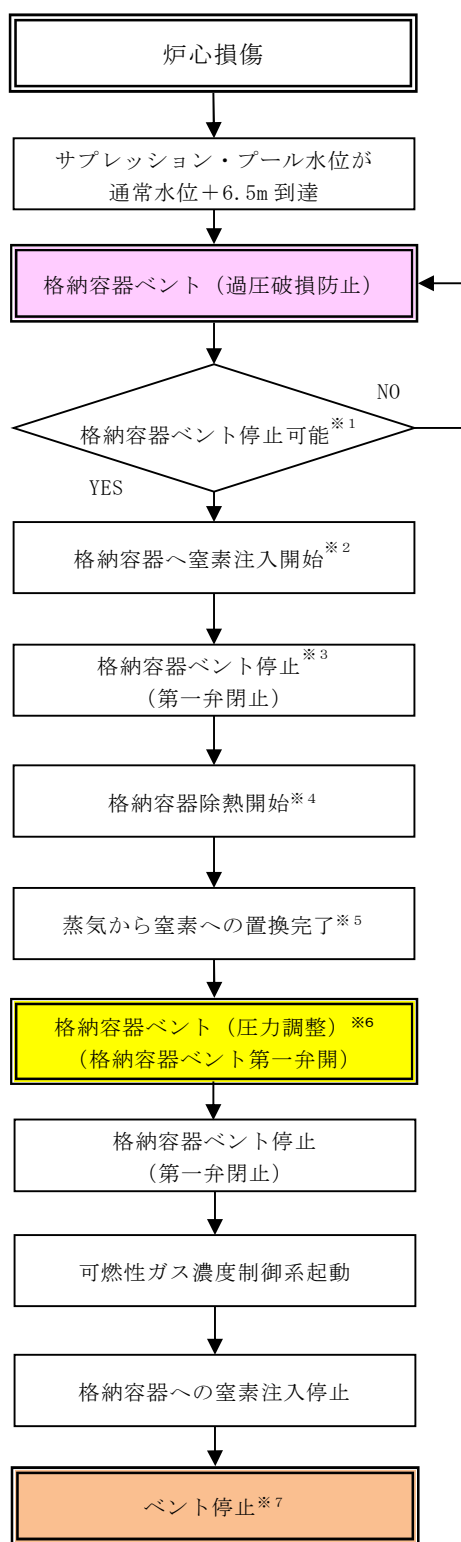 炉心損傷
サプレッション・プール水位が
通常水位＋6.5m 到達
格納容器ベント（過圧破損防止）
NO
格納容器ベント停止可能※1
YES
格納容器へ窒素注入開始※2
格納容器ベント停止※3
（第一弁閉止）
格納容器除熱開始※4
蒸気から窒素への置換完了※5
格納容器ベント（圧力調整）※6
（格納容器ベント第一弁開）
格納容器ベント停止
（第一弁閉止）
可燃性ガス濃度制御系起動
格納容器への窒素注入停止
ベント停止※7